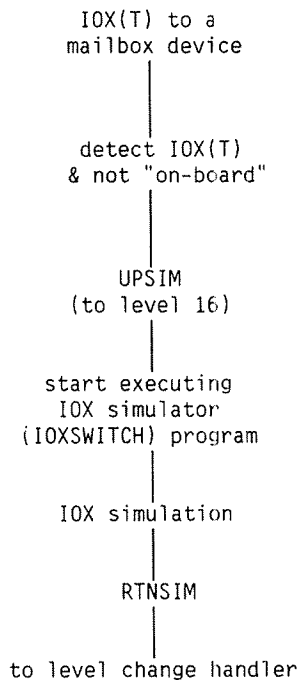 IOX(T) to a
mailbox device
detect IOX(T)
& not "on-board"
UPSIM
(to level 16)
start executing
IOX simulator
(IOXSWITCH) program
IOX simulation
RTNSIM
to level change handler